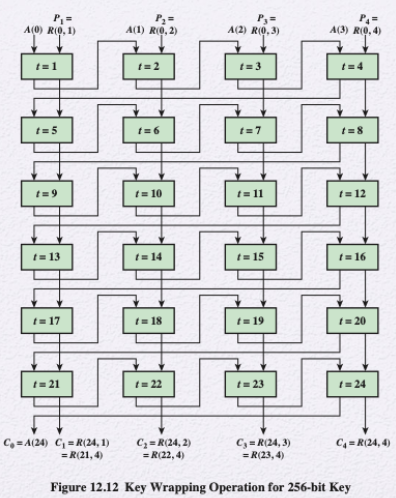 P₁ = P₂ = P₃ = P₄ =
A(0) R(0, 1) A(1) R(0, 2) A(2) R(0, 3) A(3) R(0, 4)
t = 1 t = 2 t = 3 t = 4
t = 5 t = 6 t = 7 t = 8
t = 9 t = 10 t = 11 t = 12
t = 13 t = 14 t = 15 t = 16
t = 17 t = 18 t = 19 t = 20
t = 21 t = 22 t = 23 t = 24
C₀ = A(24) C₁ = R(24, 1) C₂ = R(24, 2) C₃ = R(24, 3) C₄ = R(24, 4)
= R(21, 4) = R(22, 4) = R(23, 4)
Figure 12.12 Key Wrapping Operation for 256-bit Key